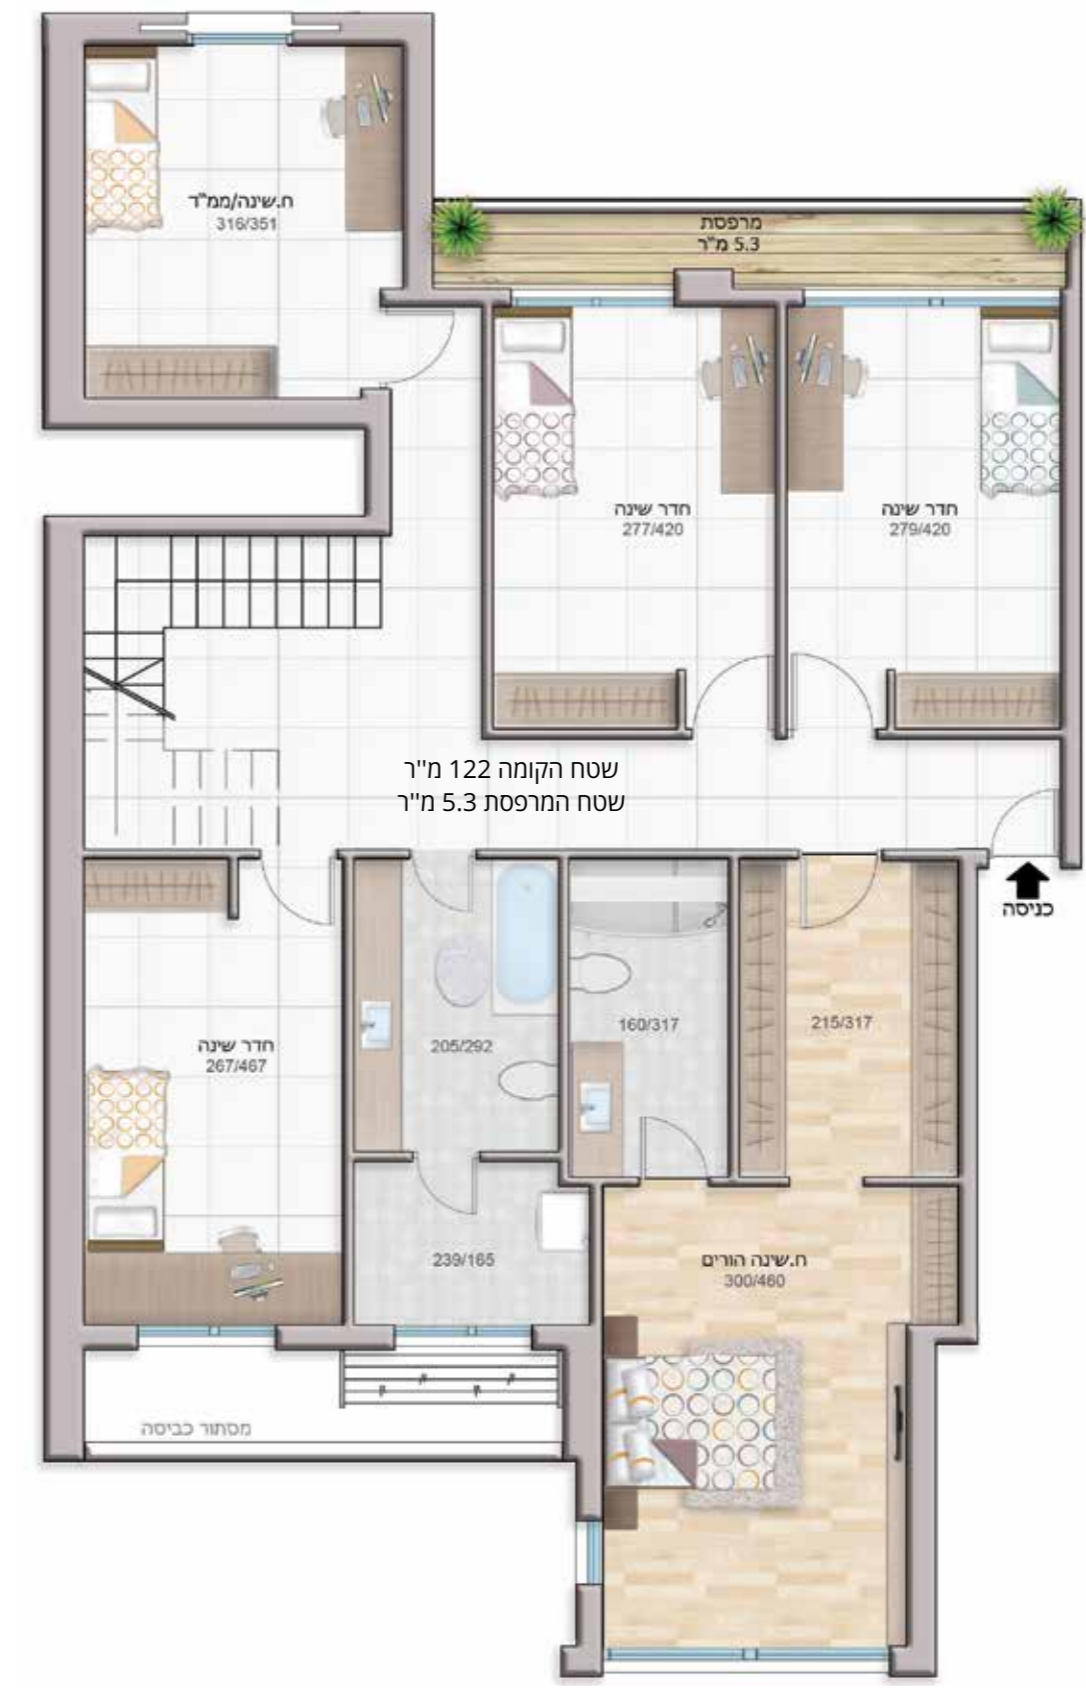 ח.שינה/ממ"ד
316/351
מרפסת
5.3 מ"ר
חדר שינה
277/420
חדר שינה
279/420
שטח הקומה 122 מ''ר
שטח המרפסת 5.3 מ''ר
כניסה
חדר שינה
267/467
205/292
160/317
215/317
239/165
ח.שינה הורים
300/460
מסתור כביסה